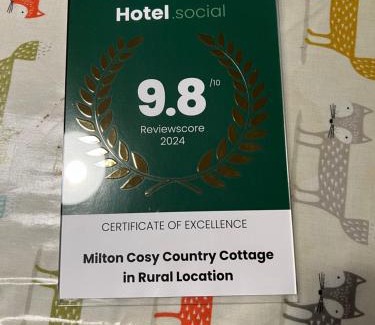 Hotel.social
9.8/10
Reviewscore
2024
CERTIFICATE OF EXCELLENCE
Milton Cosy Country Cottage
in Rural Location